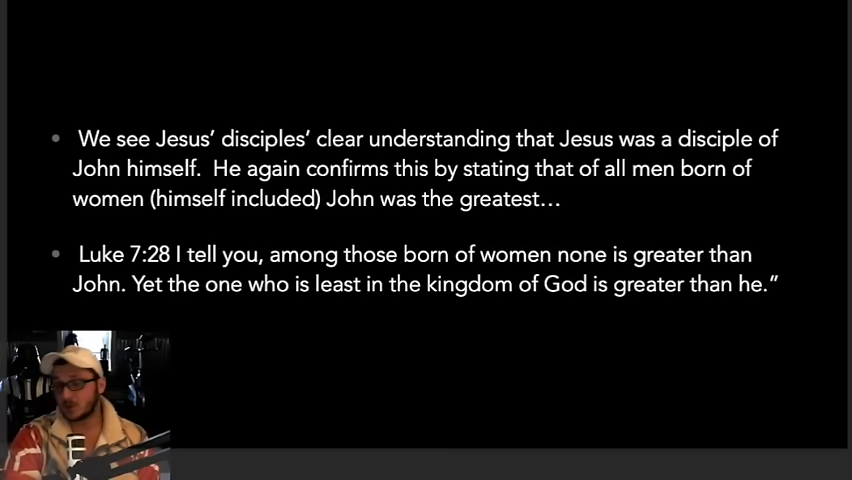 We see Jesus’ disciples’ clear understanding that Jesus was a disciple of
John himself. He again confirms this by stating that of all men born of
women (himself included) John was the greatest…
Luke 7:28 I tell you, among those born of women none is greater than
John. Yet the one who is least in the kingdom of God is greater than he.”